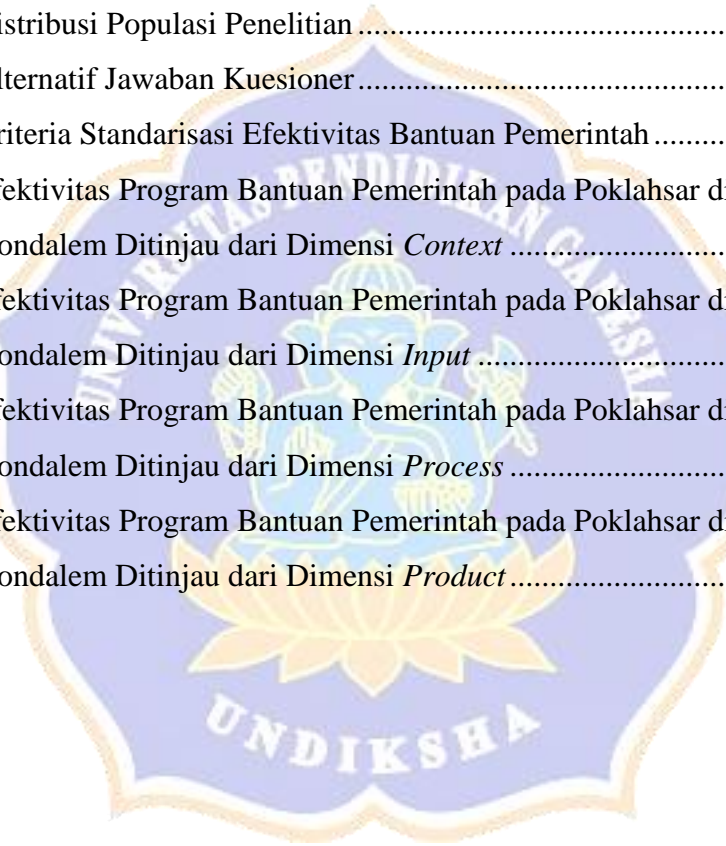 istribusi Populasi Penelitian ........................................
lternatif Jawaban Kuesioner ........................................
riteria Standarisasi Efektivitas Bantuan Pemerintah .........
fektivitas Program Bantuan Pemerintah pada Poklahsar di
ondalem Ditinjau dari Dimensi Context ........................
fektivitas Program Bantuan Pemerintah pada Poklahsar di
ondalem Ditinjau dari Dimensi Input ............................
fektivitas Program Bantuan Pemerintah pada Poklahsar di
ondalem Ditinjau dari Dimensi Process ........................
fektivitas Program Bantuan Pemerintah pada Poklahsar di
ondalem Ditinjau dari Dimensi Product ........................
UNIVERSITAS PENDIDIKAN GANESHA
UNDIKSHA